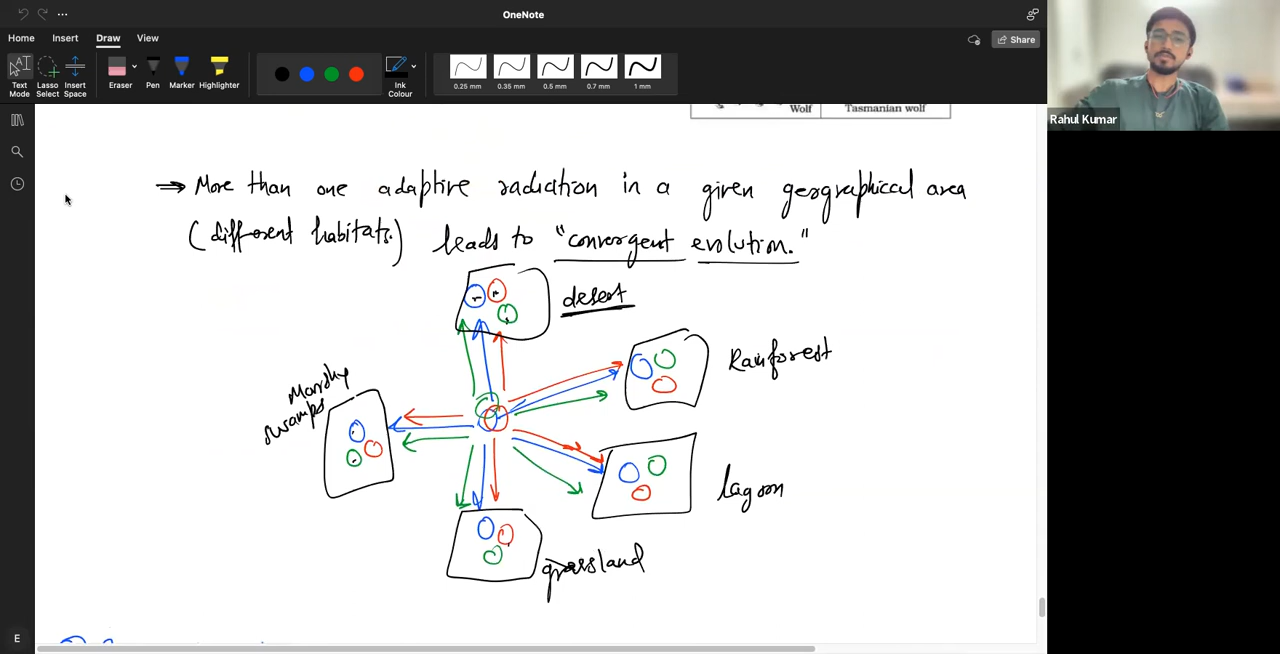 OneNote
Home Insert Draw View
Share
Text Mode
Lasso Select
Insert Space
Eraser
Pen
Marker
Highlighter
Ink Colour
0.25 mm 0.35 mm 0.5 mm 0.7 mm 1 mm
Rahul Kumar
Wolf Tasmanian wolf
⇒ More than one adaptive radiation in a given geographical area
(different habitats.) leads to "convergent evolution."
desert
Rainforest
Marshy
swamps
lagoon
grassland
E